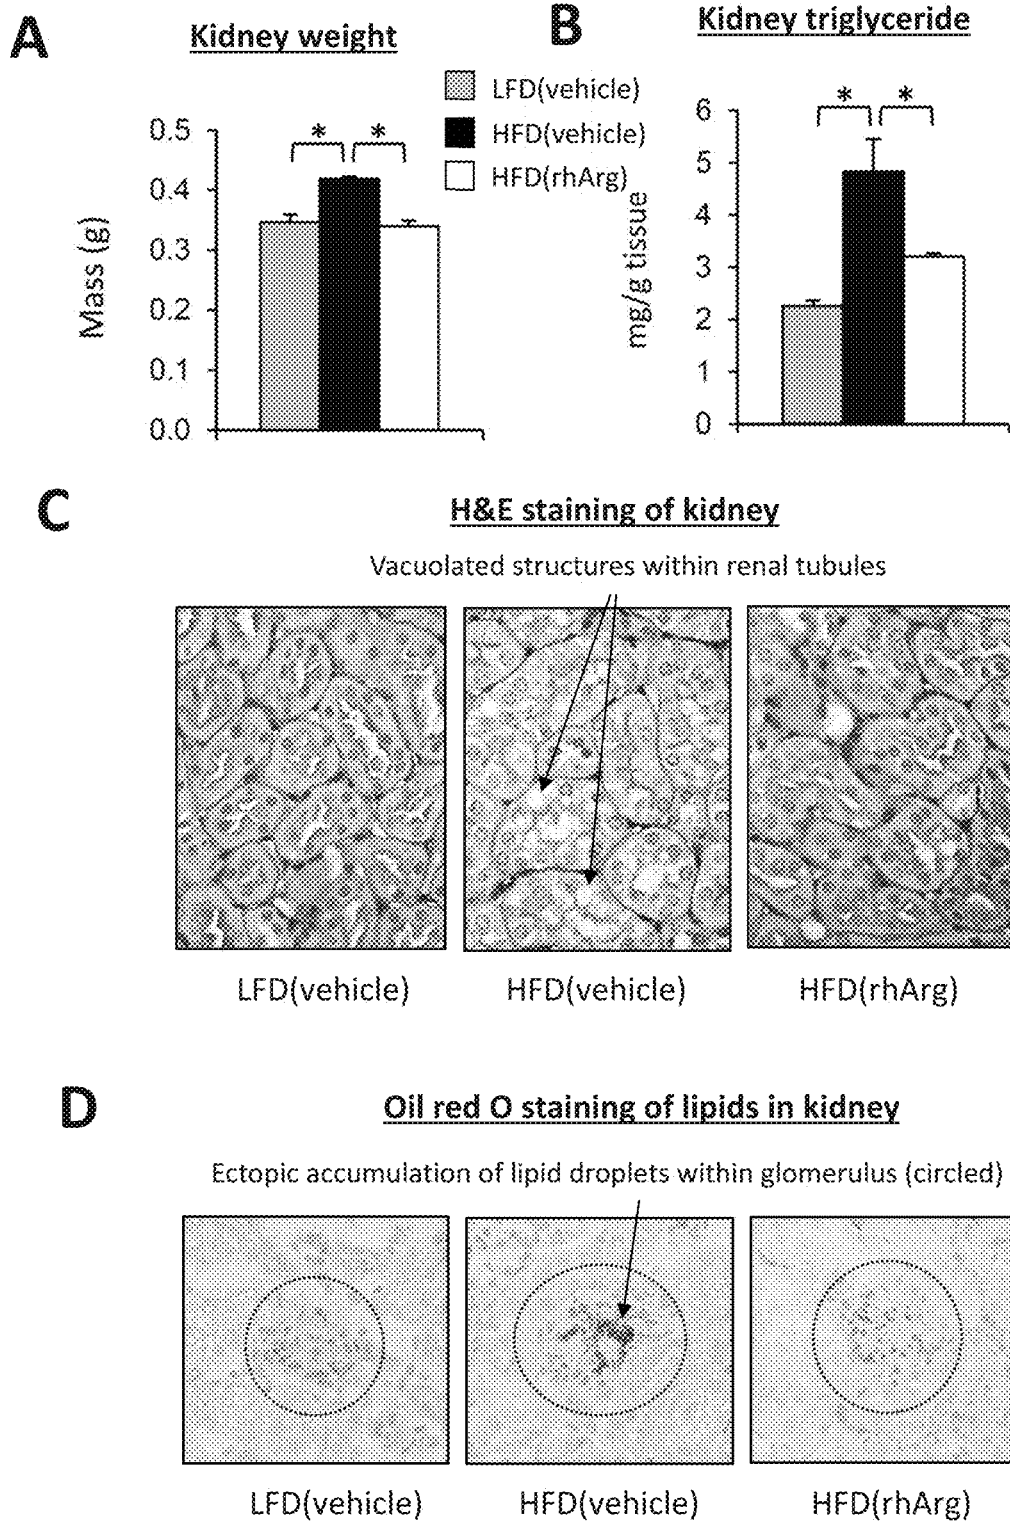 A
Kidney weight
LFD(vehicle)
HFD(vehicle)
HFD(rhArg)
Mass (g)
0.5
0.4
0.3
0.2
0.1
0.0
* *
B
Kidney triglyceride
mg/g tissue
6
5
4
3
2
1
0
* *
C
H&E staining of kidney
Vacuolated structures within renal tubules
LFD(vehicle) HFD(vehicle) HFD(rhArg)
D
Oil red O staining of lipids in kidney
Ectopic accumulation of lipid droplets within glomerulus (circled)
LFD(vehicle) HFD(vehicle) HFD(rhArg)